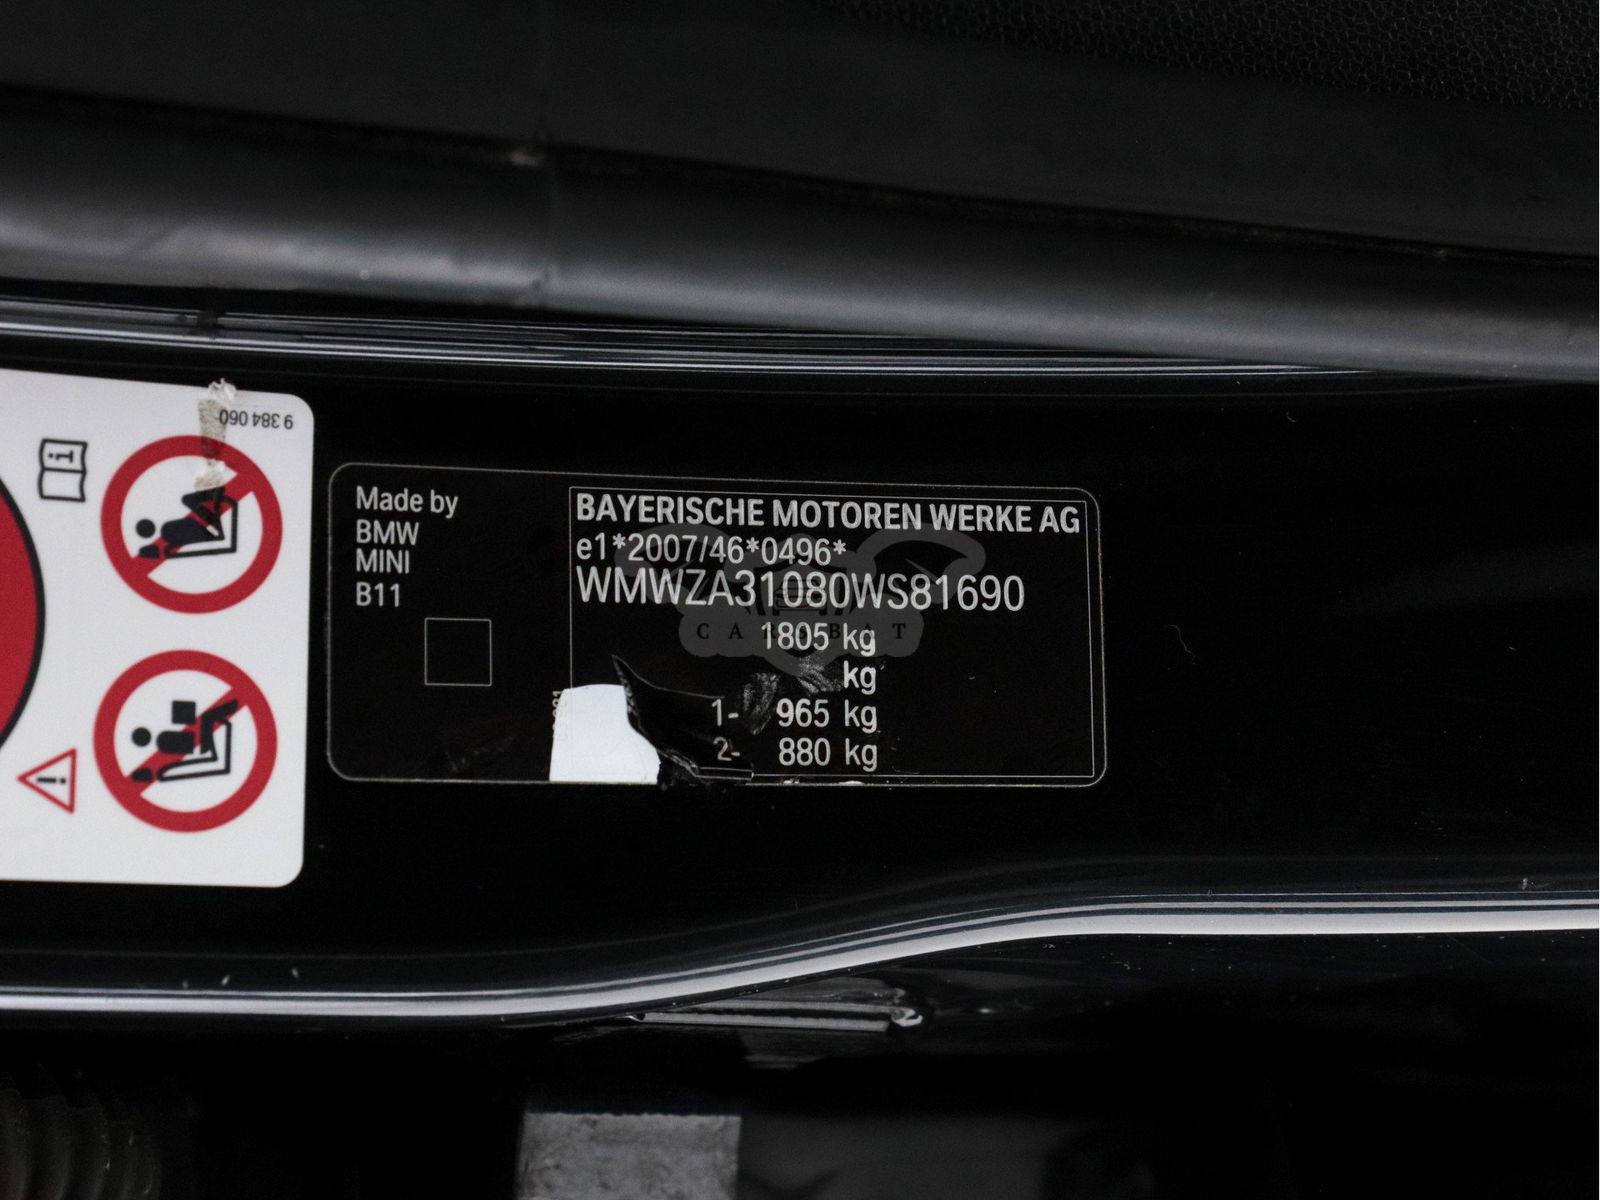 9 384 060
Made by
BMW
MINI
B11
BAYERISCHE MOTOREN WERKE AG
e1*2007/46*0496*
WMWZA31080WS81690
1805 kg
kg
1- 965 kg
2- 880 kg
CARSBAT